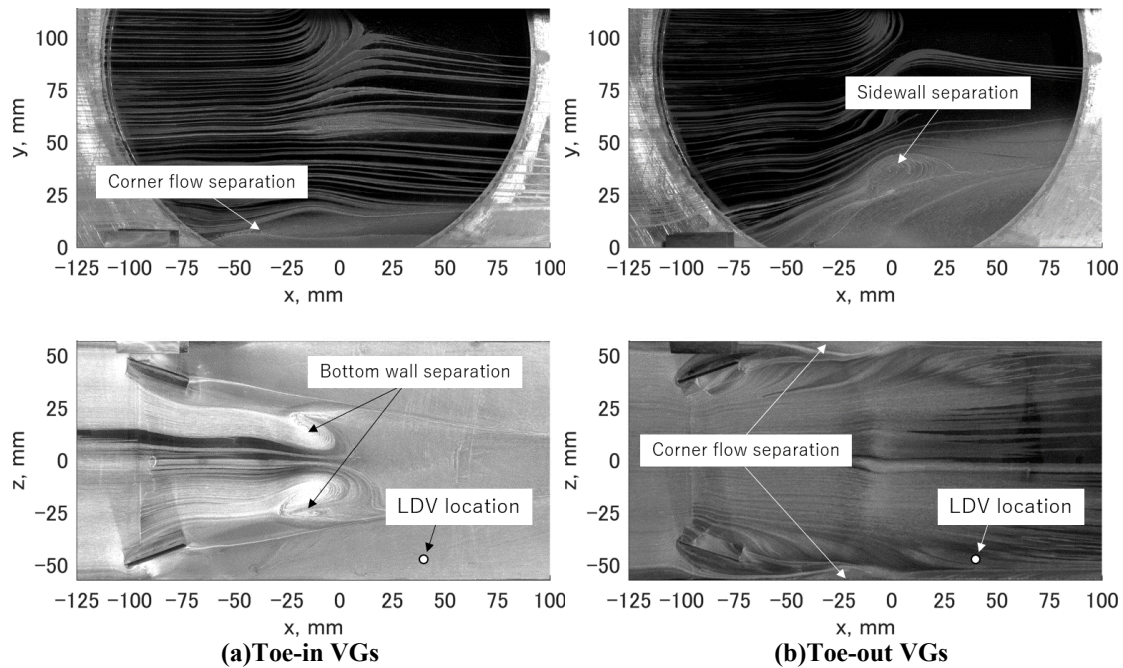 100
75
50
25
0
y, mm
Corner flow separation
−125 −100 −75 −50 −25 0 25 50 75 100
x, mm
100
75
50
25
0
y, mm
Sidewall separation
−125 −100 −75 −50 −25 0 25 50 75 100
x, mm
50
25
0
−25
−50
z, mm
Bottom wall separation
LDV location
−125 −100 −75 −50 −25 0 25 50 75 100
x, mm
(a)Toe-in VGs
50
25
0
−25
−50
z, mm
Corner flow separation
LDV location
−125 −100 −75 −50 −25 0 25 50 75 100
x, mm
(b)Toe-out VGs